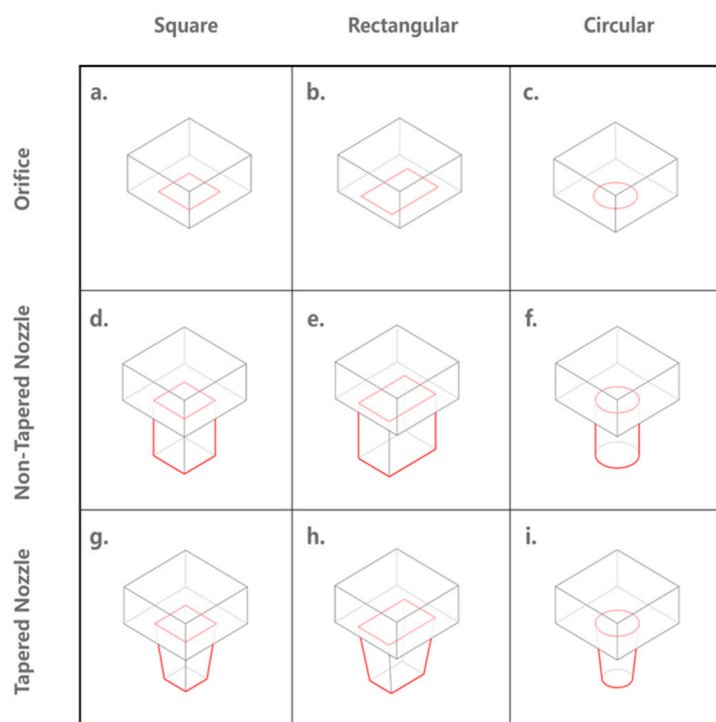 Square Rectangular Circular
Orifice
a. b. c.
Non-Tapered Nozzle
d. e. f.
Tapered Nozzle
g. h. i.